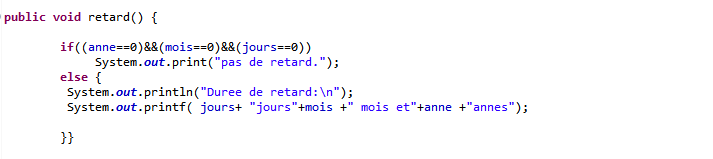 public void retard() {
if((anne==0)&&(mois==0)&&(jours==0))
System.out.print("pas de retard.");
else {
System.out.println("Duree de retard:\n");
System.out.printf( jours+ "jours"+mois +" mois et"+anne +"annes");
}}